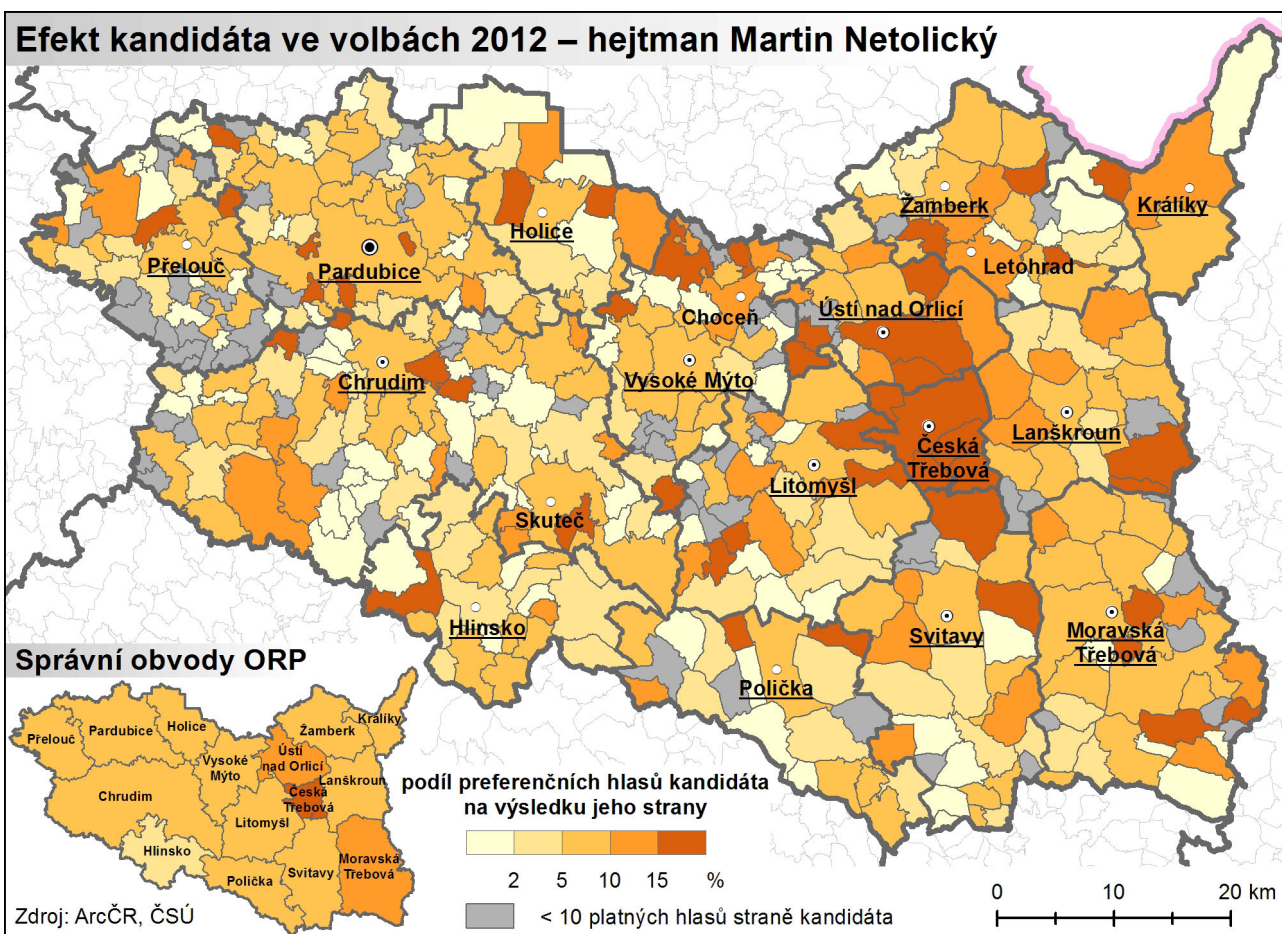 Efekt kandidáta ve volbách 2012 – hejtman Martin Netolický
Žamberk
Králíky
Holice
Přelouč
Pardubice
Letohrad
Ústí nad Orlicí
Choceň
Chrudim
Vysoké Mýto
Lanškroun
Česká
Třebová
Litomyšl
Skuteč
Hlinsko
Svitavy
Moravská
Třebová
Polička
Správní obvody ORP
Králíky
Holice
Žamberk
Pardubice
Přelouč
Ústí
nad Orlicí
Vysoké
Mýto
Lanškroun
Česká
Třebová
Chrudim
Litomyšl
Hlinsko
Moravská
Třebová
Svitavy
Polička
Zdroj: ArcČR, ČSÚ
podíl preferenčních hlasů kandidáta
na výsledku jeho strany
2 5 10 15 %
< 10 platných hlasů straně kandidáta
0 10 20 km